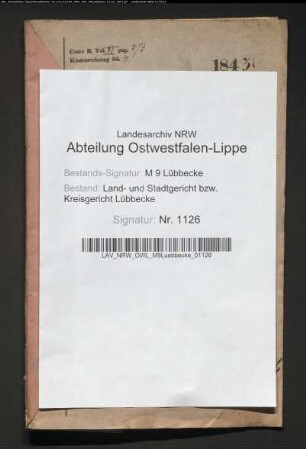 184
Landesarchiv NRW
Abteilung Ostwestfalen-Lippe
Bestands-Signatur: M 9 Lübbecke
Bestand: Land- und Stadtgericht bzw.
Kreisgericht Lübbecke
Signatur: Nr. 1126
LAV_NRW_OWL_M9Luebbecke_01126